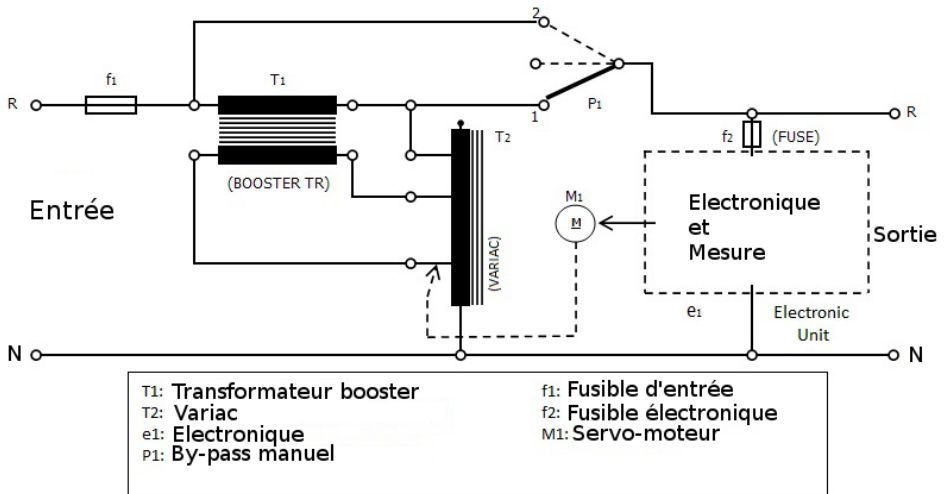 2
f1
T1
R
1
P1
R
T2
f2
(FUSE)
(BOOSTER TR)
M1
Entrée
M
Electronique
et
Mesure
Sortie
(VARIAC)
e1
Electronic
Unit
N
N
T1: Transformateur booster
T2: Variac
e1: Electronique
P1: By-pass manuel
f1: Fusible d'entrée
f2: Fusible électronique
M1: Servo-moteur